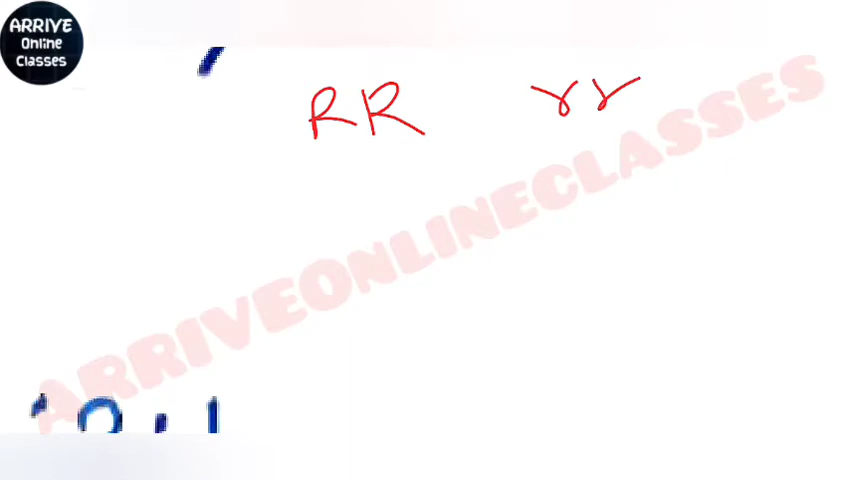 ARRIVE
Online
Classes
RR rr
ARRIVEONLINECLASSES